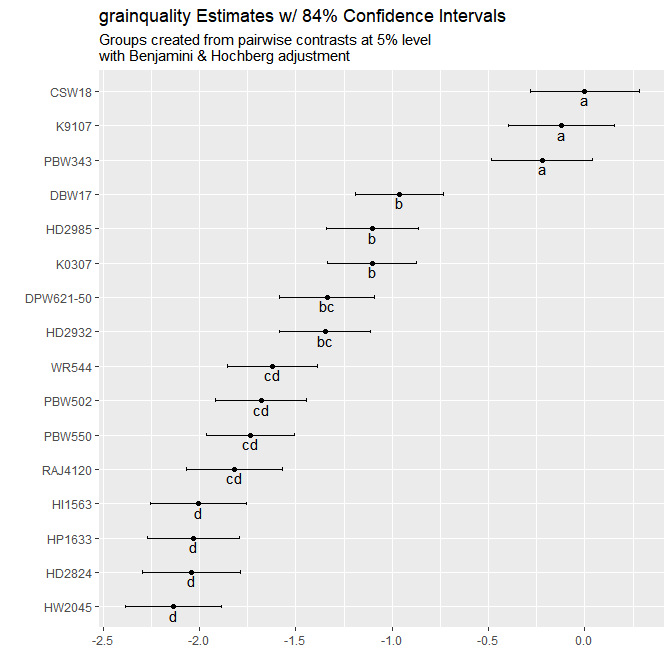 grainquality Estimates w/ 84% Confidence Intervals
Groups created from pairwise contrasts at 5% level
with Benjamini & Hochberg adjustment
CSW18
a
K9107
a
PBW343
a
DBW17
b
HD2985
b
K0307
b
DPW621-50
bc
HD2932
bc
WR544
cd
PBW502
cd
PBW550
cd
RAJ4120
cd
HI1563
d
HP1633
d
HD2824
d
HW2045
d
-2.5 -2.0 -1.5 -1.0 -0.5 0.0